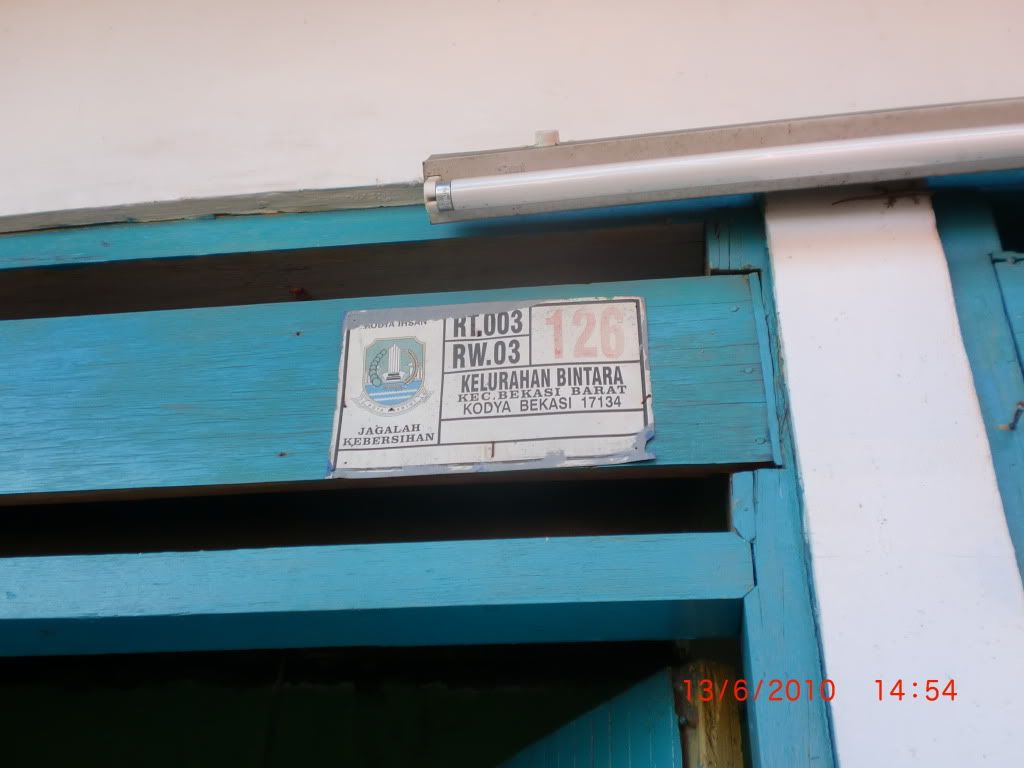 KODYA IHSAN
RT.003
126
RW.03
KELURAHAN BINTARA
KEC.BEKASI BARAT
KODYA BEKASI 17134
JAGALAH
KEBERSIHAN
13/6/2010 14:54